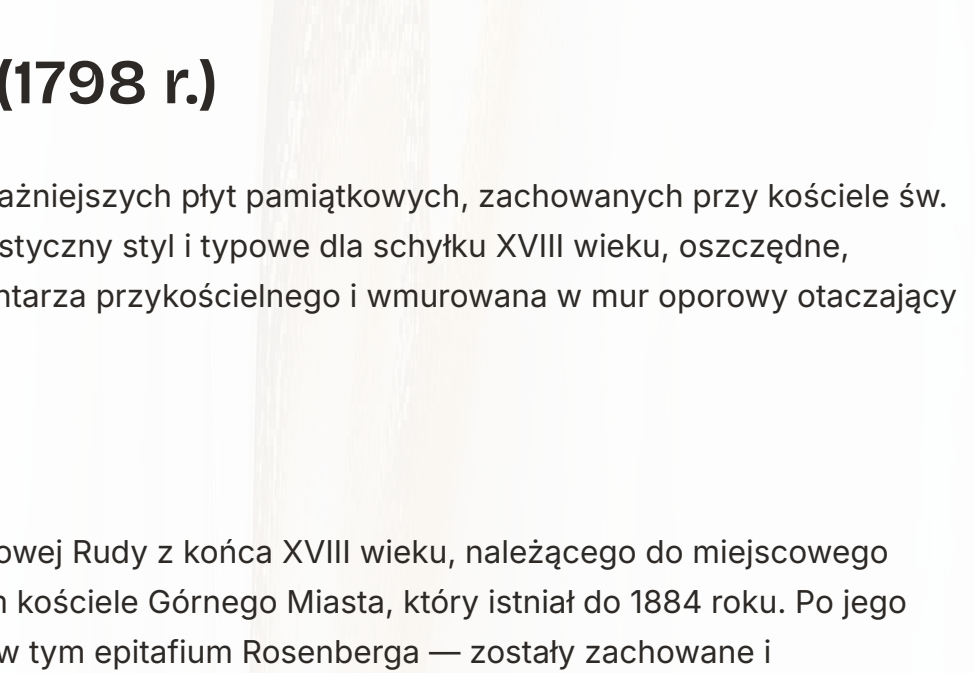 (1798 r.)
ażniejszych płyt pamiątkowych, zachowanych przy kościele św.
styczny styl i typowe dla schyłku XVIII wieku, oszczędne,
ntarza przykościelnego i wmurowana w mur oporowy otaczający
owej Rudy z końca XVIII wieku, należącego do miejscowego
kościele Górnego Miasta, który istniał do 1884 roku. Po jego
w tym epitafium Rosenberga — zostały zachowane i